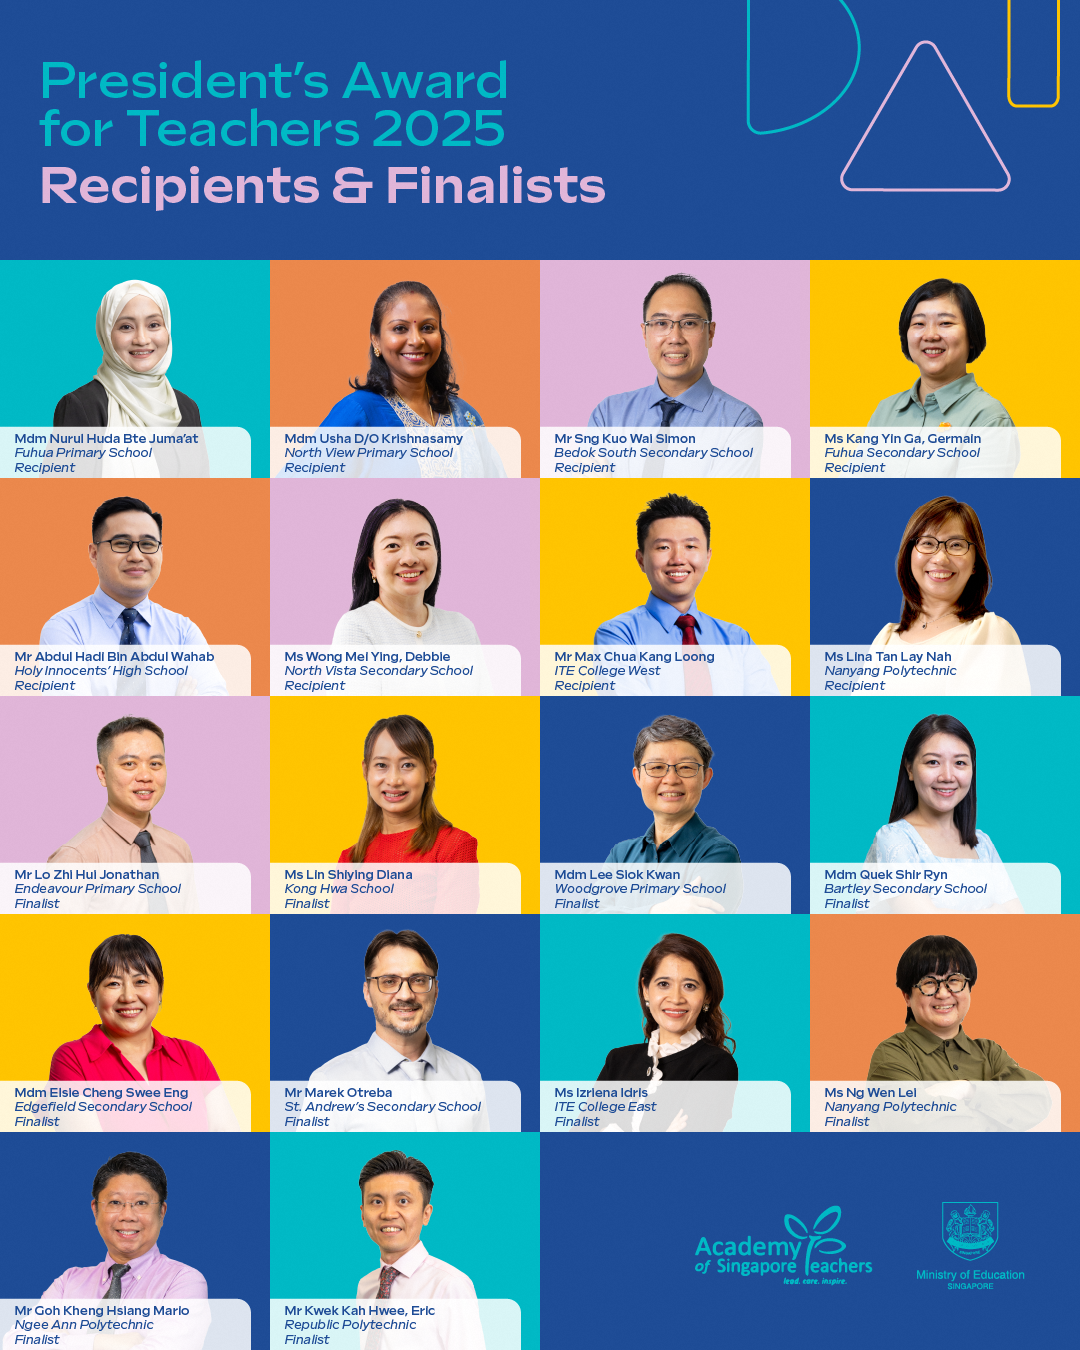 President's Award
for Teachers 2025
Recipients & Finalists
Mdm Nurul Huda Bte Juma'at
Fuhua Primary School
Recipient
Mdm Usha D/O Krishnasamy
North View Primary School
Recipient
Mr Sng Kuo Wai Simon
Bedok South Secondary School
Recipient
Ms Kang Yin Ga, Germain
Fuhua Secondary School
Recipient
Mr Abdul Hadi Bin Abdul Wahab
Holy Innocents' High School
Recipient
Ms Wong Mei Ying, Debbie
North Vista Secondary School
Recipient
Mr Max Chua Kang Loong
ITE College West
Recipient
Ms Lina Tan Lay Nah
Nanyang Polytechnic
Recipient
Mr Lo Zhi Hui Jonathan
Endeavour Primary School
Finalist
Ms Lin Shiying Diana
Kong Hwa School
Finalist
Mdm Lee Siok Kwan
Woodgrove Primary School
Finalist
Mdm Quek Shir Ryn
Bartley Secondary School
Finalist
Mdm Elsie Cheng Swee Eng
Edgefield Secondary School
Finalist
Mr Marek Otreba
St. Andrew's Secondary School
Finalist
Ms Izriena Idris
ITE College East
Finalist
Ms Ng Wen Lei
Nanyang Polytechnic
Finalist
Mr Goh Kheng Hsiang Mario
Ngee Ann Polytechnic
Finalist
Mr Kwek Kah Hwee, Eric
Republic Polytechnic
Finalist
Academy
of Singapore Teachers
lead. care. inspire.
Ministry of Education
SINGAPORE